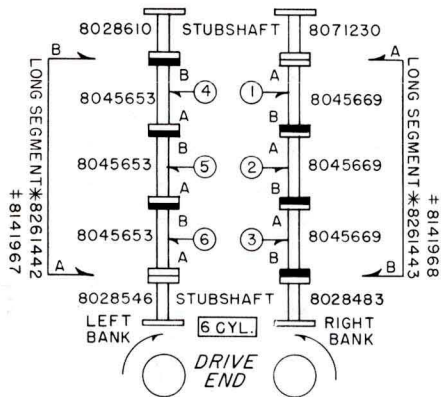 8028610 STUBSHAFT 8071230
B
A
LONG SEGMENT *8261442
‡8141967
A
LONG SEGMENT *8261443
‡8141968
B
B
8045653
4
A
B
8045653
5
A
B
8045653
6
A
A
1
8045669
B
A
2
8045669
B
A
3
8045669
B
8028546 STUBSHAFT 8028483
LEFT BANK
6 CYL.
RIGHT BANK
DRIVE END